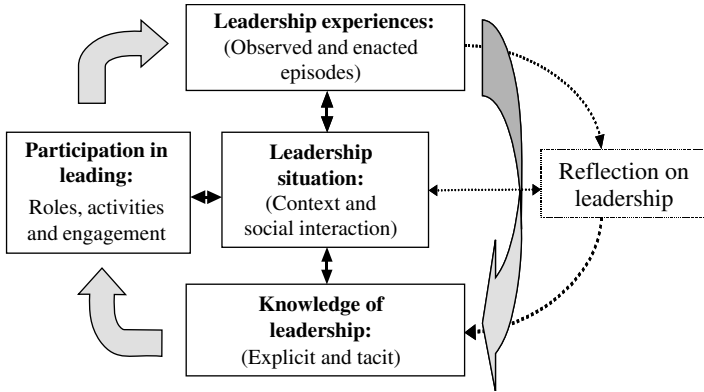 Leadership experiences:
(Observed and enacted
episodes)
Participation in
leading:
Roles, activities
and engagement
Leadership
situation:
(Context and
social interaction)
Reflection on
leadership
Knowledge of
leadership:
(Explicit and tacit)